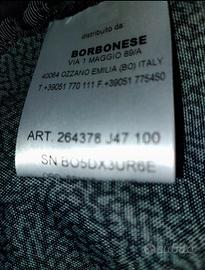 distribuito da
BORBONESE
VIA 1 MAGGIO 89/A
40064 OZZANO EMILIA (BO) ITALY
T.+39051 770 111 F.+39051 775450
ART. 264378 J47 100
SN BO5DX3UR6E